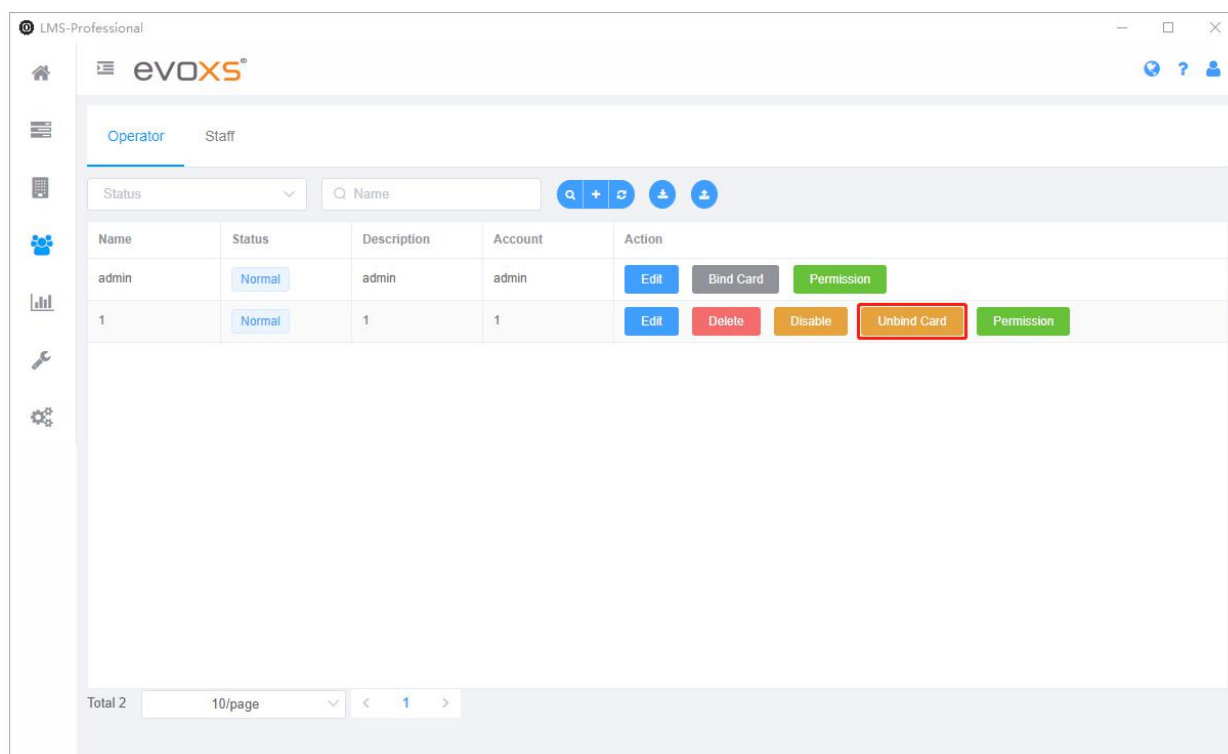 LMS-Professional
evoxs®
?
Operator Staff
Status Name
Name Status Description Account Action
admin Normal admin admin Edit Bind Card Permission
1 Normal 1 1 Edit Delete Disable Unbind Card Permission
Total 2 10/page < 1 >